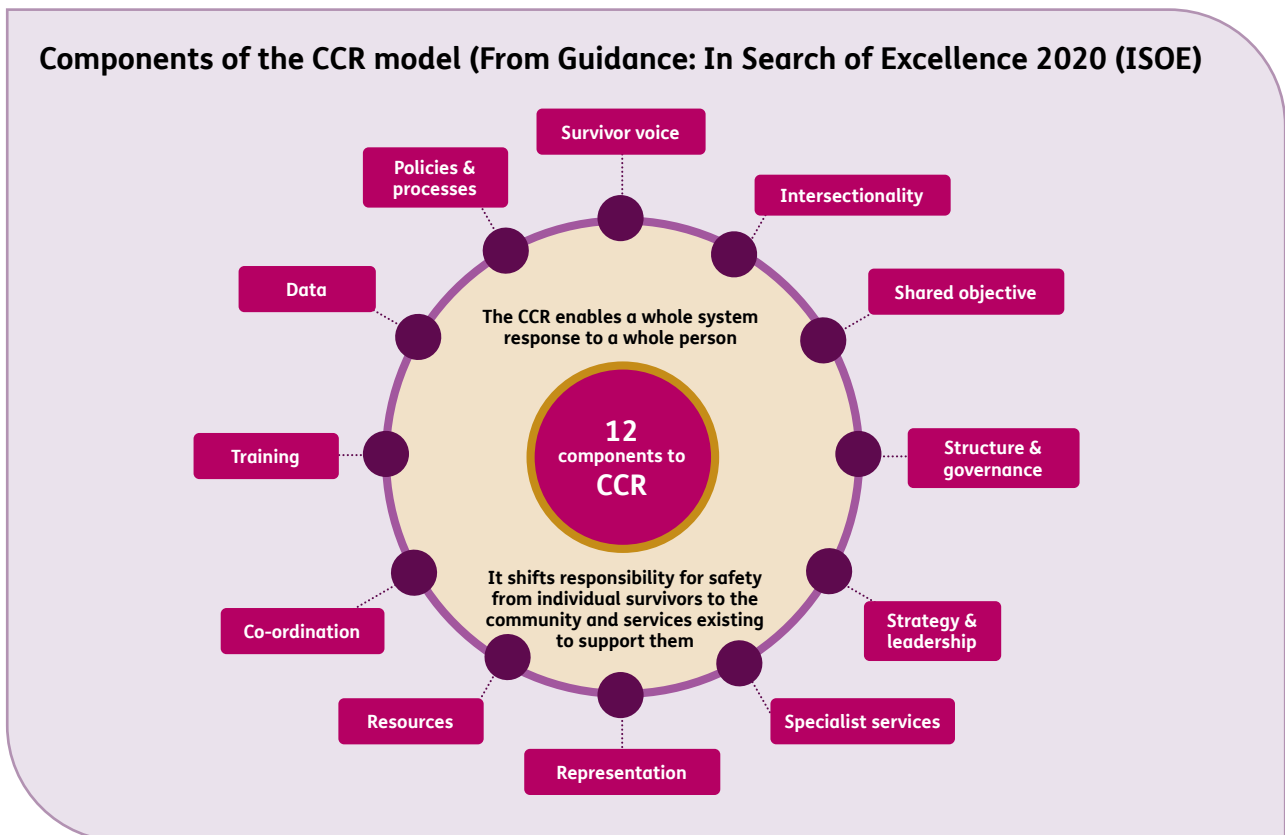 Components of the CCR model (From Guidance: In Search of Excellence 2020 (ISOE)
Survivor voice
Intersectionality
Shared objective
Structure &
governance
Strategy &
leadership
Specialist services
Representation
Resources
Co-ordination
Training
Data
Policies &
processes
The CCR enables a whole system
response to a whole person
12
components to
CCR
It shifts responsibility for safety
from individual survivors to the
community and services existing
to support them